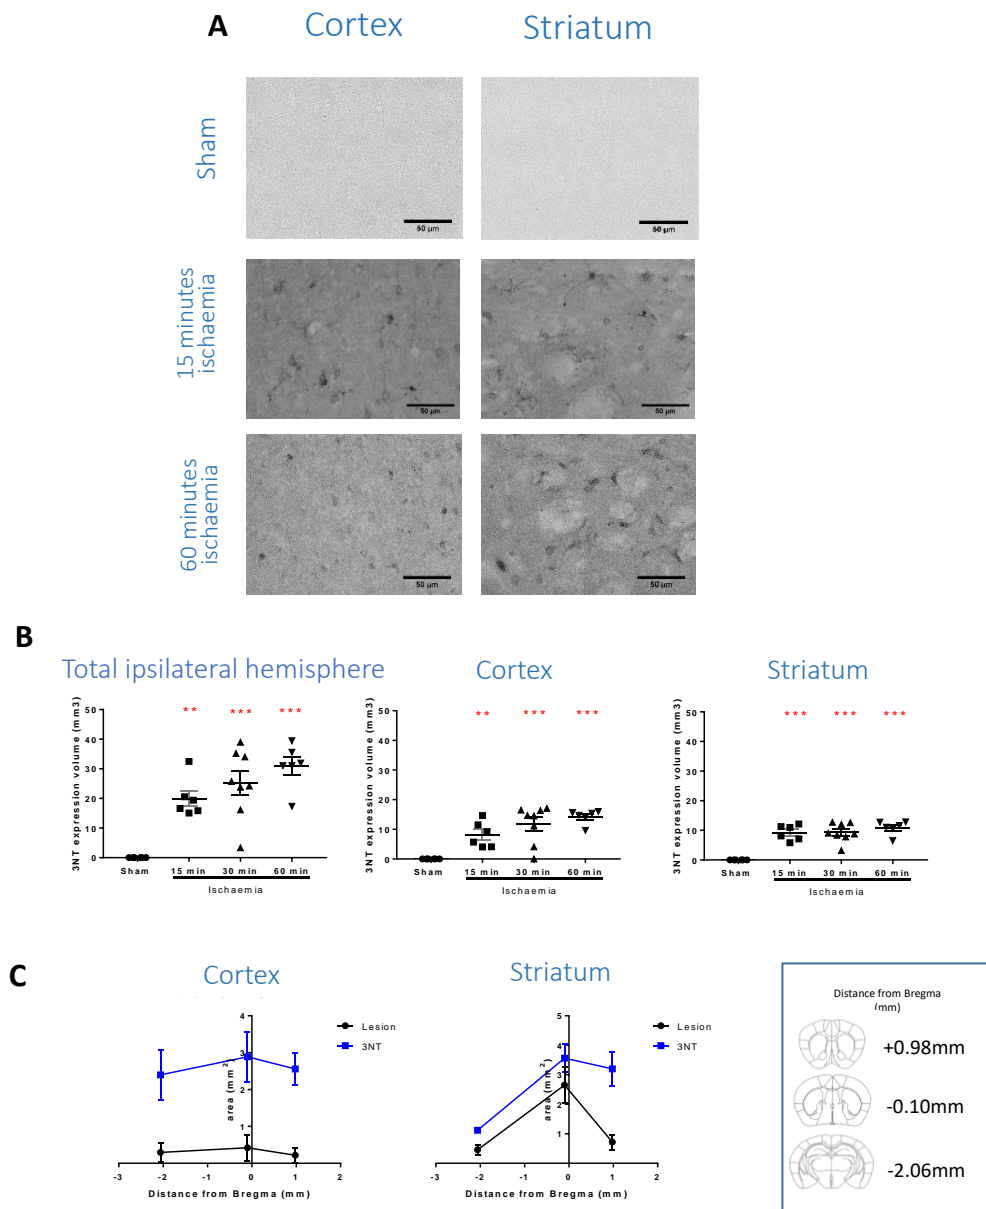 A
Cortex
Striatum
Sham
50 µm
50 µm
15 minutes
ischaemia
50 µm
50 µm
60 minutes
ischaemia
50 µm
50 µm
B
Total ipsilateral hemisphere
Cortex
Striatum
3NT expression volume (mm3)
50
40
30
20
10
0
** *** ***
Sham 15 min 30 min 60 min
Ischaemia
3NT expression volume (mm3)
50
40
30
20
10
0
** *** ***
Sham 15 min 30 min 60 min
Ischaemia
3NT expression volume (mm3)
50
40
30
20
10
0
*** *** ***
Sham 15 min 30 min 60 min
Ischaemia
C
Cortex
Striatum
area (mm²)
4
3
2
1
-3 -2 -1 0 1 2
Distance from Bregma (mm)
Lesion
3NT
area (mm²)
5
4
3
2
1
-3 -2 -1 0 1 2
Distance from Bregma (mm)
Lesion
3NT
Distance from Bregma
(mm)
+0.98mm
-0.10mm
-2.06mm